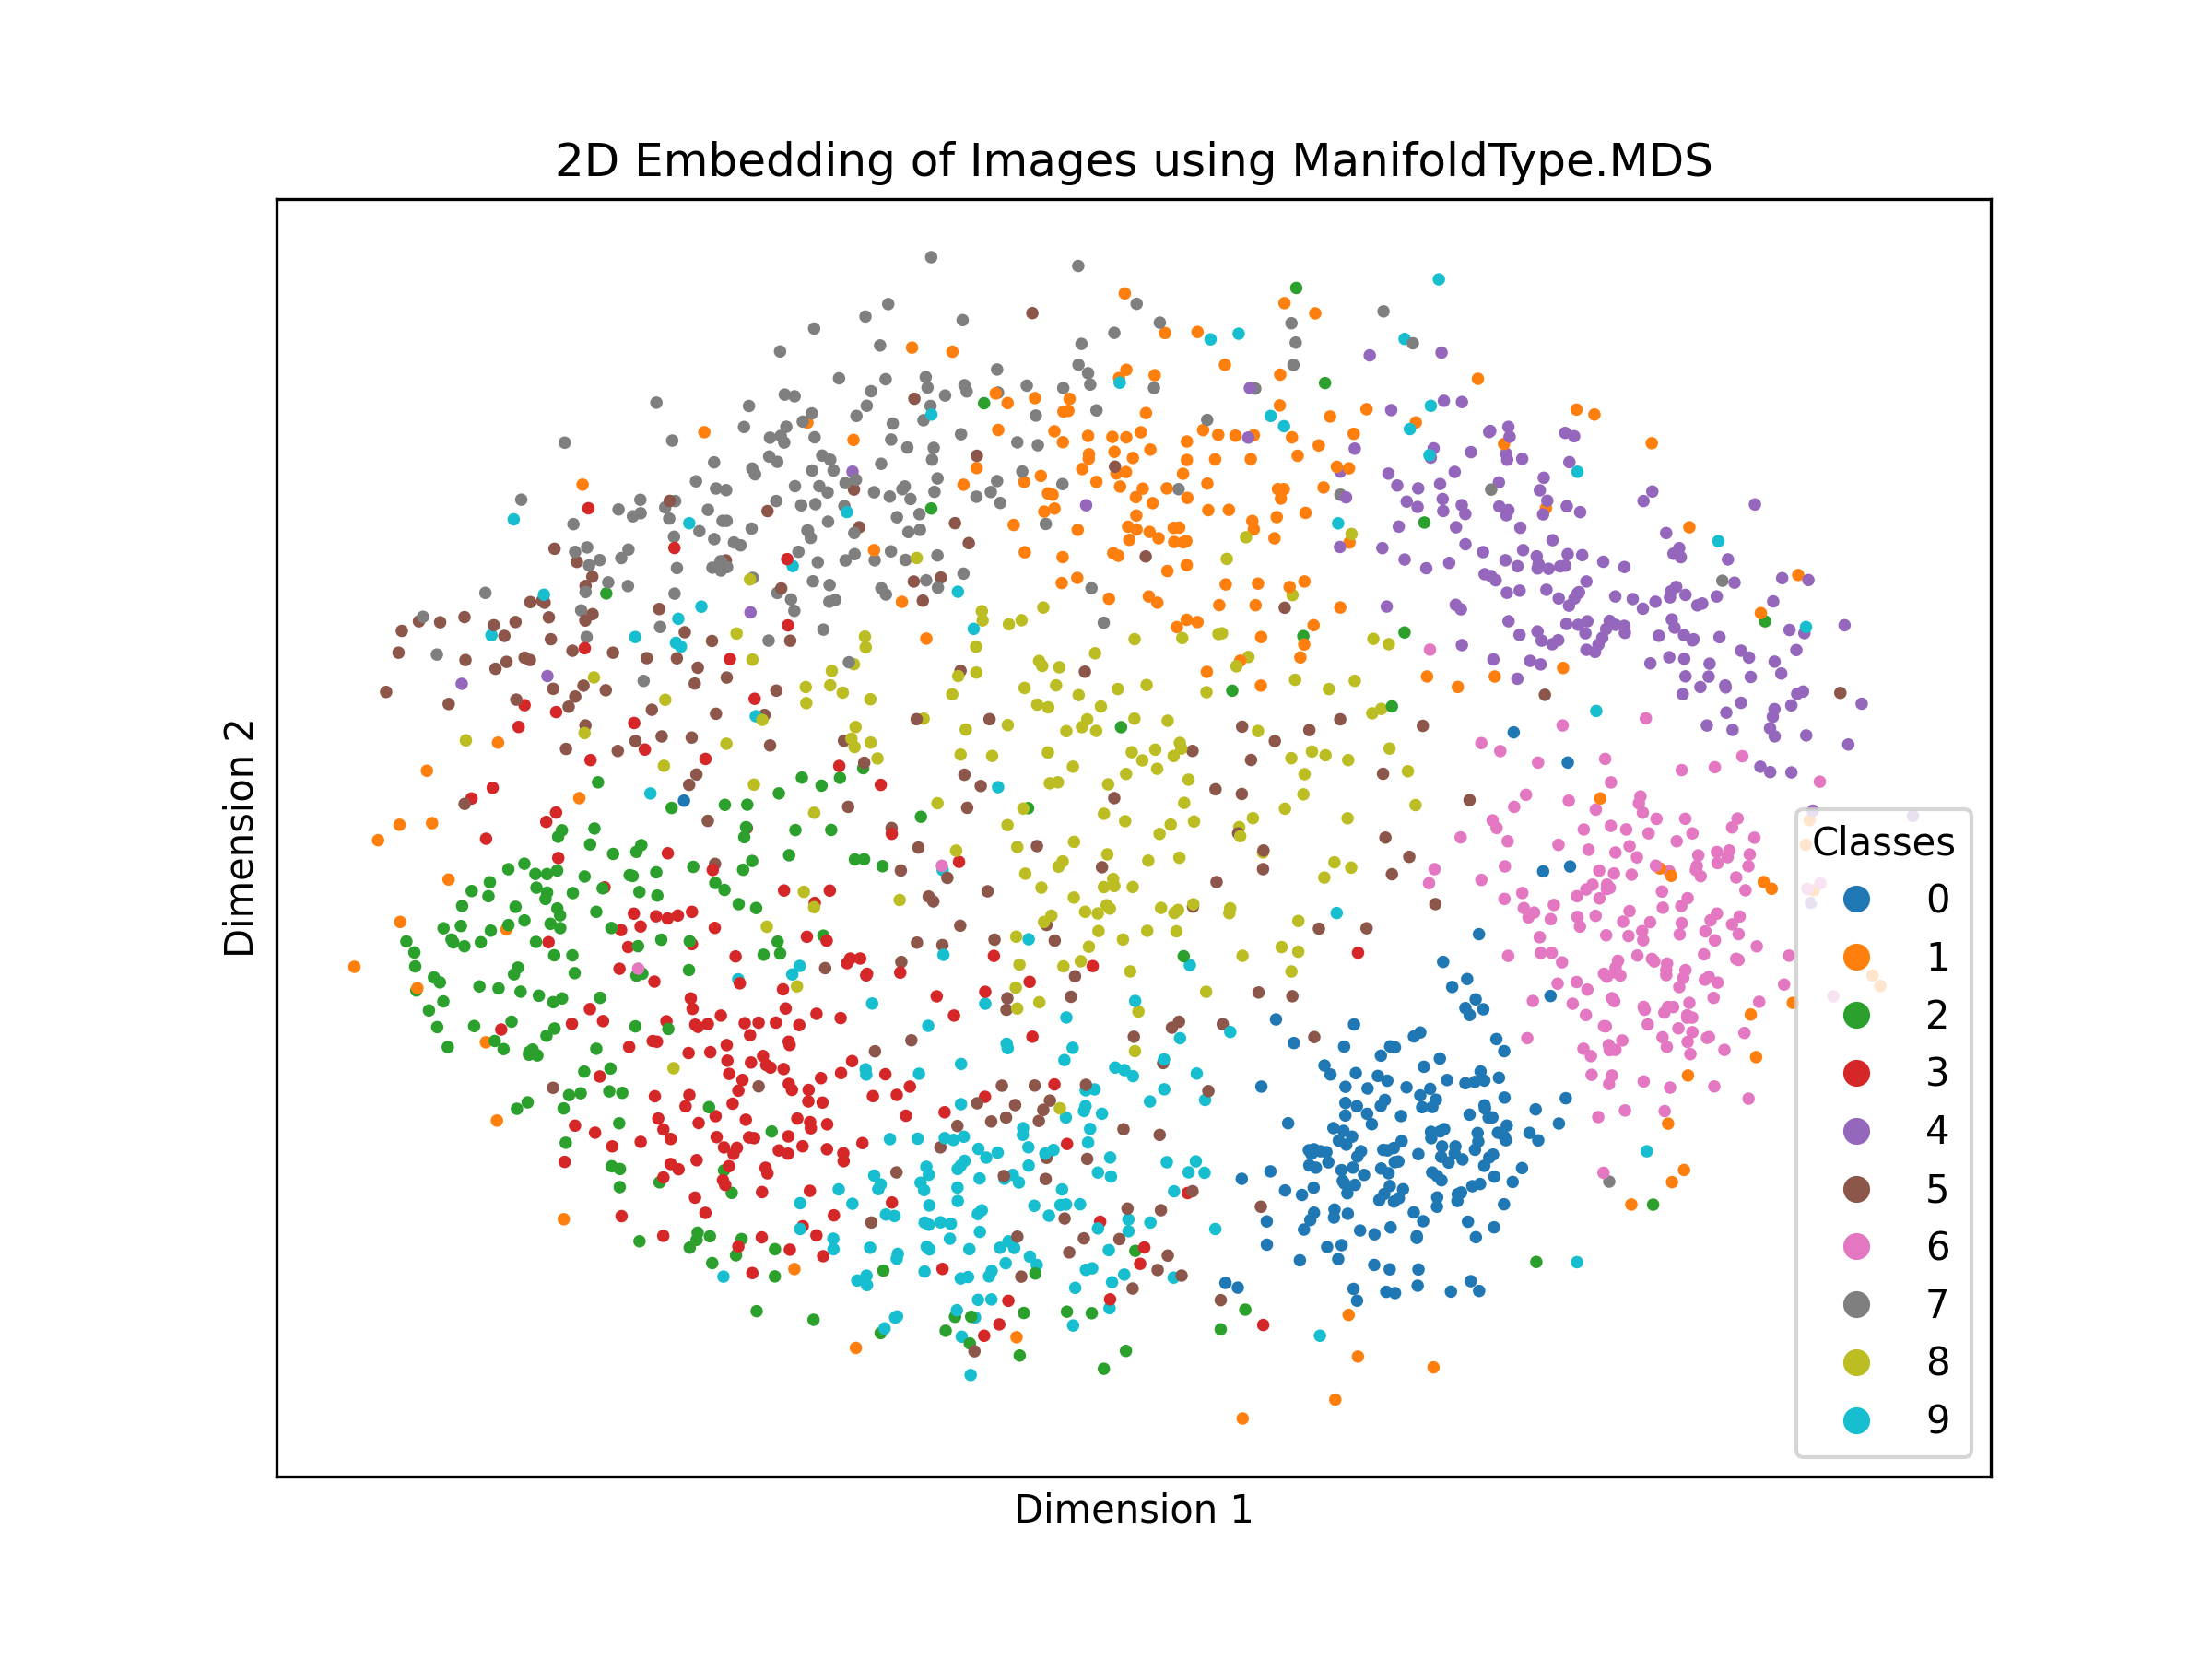 2D Embedding of Images using ManifoldType.MDS
Dimension 2
Classes
0
1
2
3
4
5
6
7
8
9
Dimension 1